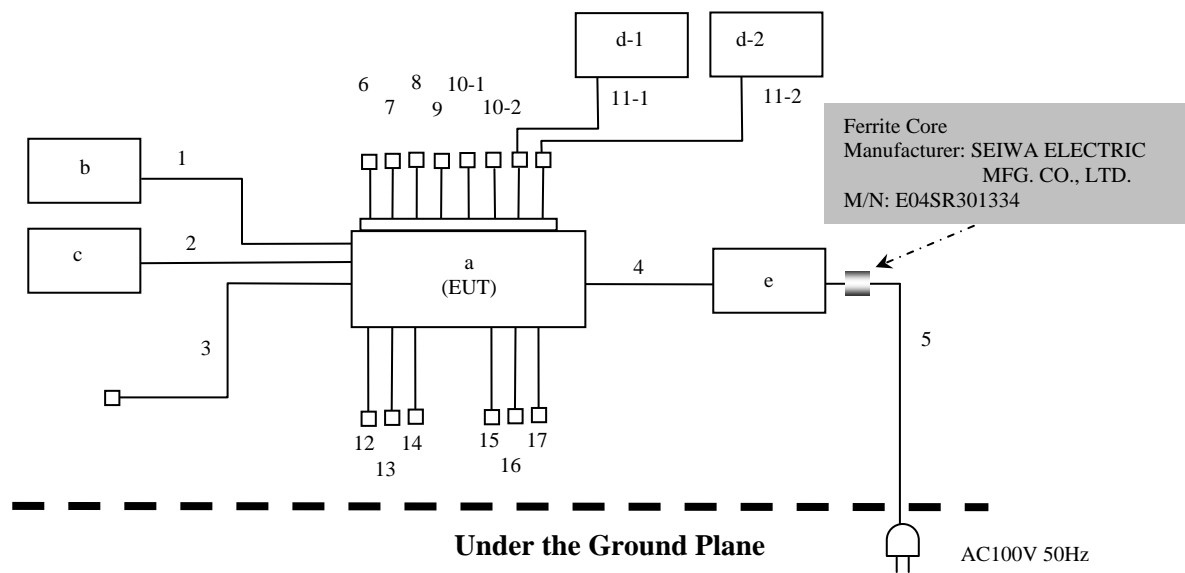 d-1
d-2
6
8
10-1
7
9
10-2
11-1
11-2
Ferrite Core
Manufacturer: SEIWA ELECTRIC
MFG. CO., LTD.
M/N: E04SR301334
b
1
c
2
a
(EUT)
4
e
3
5
12
14
15
17
13
16
Under the Ground Plane
AC100V 50Hz